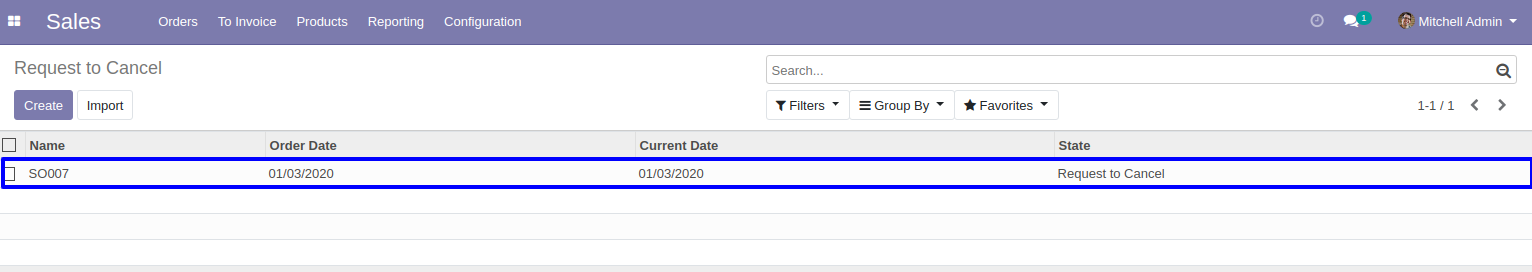 Sales Orders To Invoice Products Reporting Configuration 1 Mitchell Admin
Request to Cancel
Search...
Create Import
Filters Group By Favorites 1-1 / 1
Name Order Date Current Date State
SO007 01/03/2020 01/03/2020 Request to Cancel